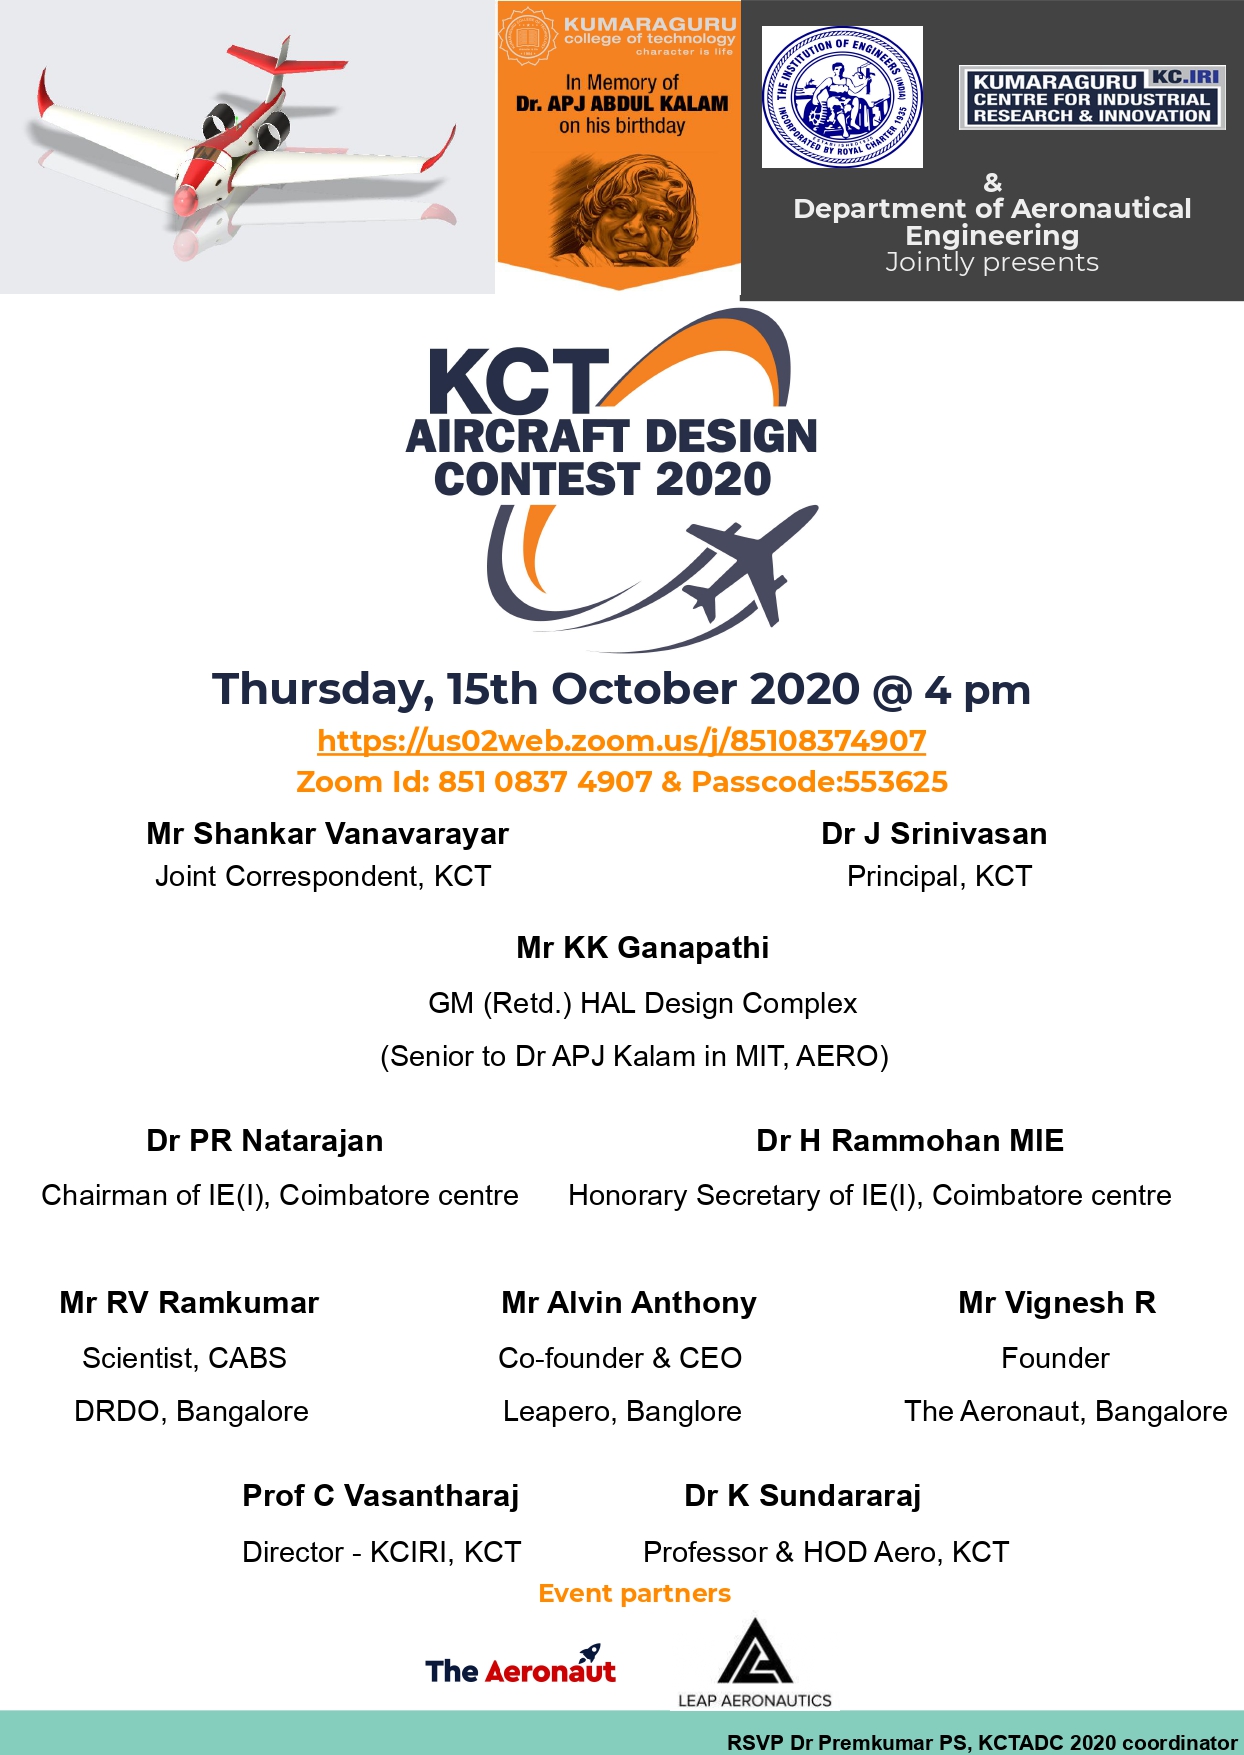 KUMARAGURU
college of technology
character is life
In Memory of
Dr. APJ ABDUL KALAM
on his birthday
THE INSTITUTION OF ENGINEERS (INDIA)
ESTABLISHED 1920
INCORPORATED BY ROYAL CHARTER 1935
KUMARAGURU KC.IRI
CENTRE FOR INDUSTRIAL
RESEARCH & INNOVATION
&
Department of Aeronautical
Engineering
Jointly presents
KCT
AIRCRAFT DESIGN
CONTEST 2020
Thursday, 15th October 2020 @ 4 pm
https://us02web.zoom.us/j/85108374907
Zoom Id: 851 0837 4907 & Passcode:553625
Mr Shankar Vanavarayar
Joint Correspondent, KCT
Dr J Srinivasan
Principal, KCT
Mr KK Ganapathi
GM (Retd.) HAL Design Complex
(Senior to Dr APJ Kalam in MIT, AERO)
Dr PR Natarajan
Chairman of IE(I), Coimbatore centre
Dr H Rammohan MIE
Honorary Secretary of IE(I), Coimbatore centre
Mr RV Ramkumar
Scientist, CABS
DRDO, Bangalore
Mr Alvin Anthony
Co-founder & CEO
Leapero, Banglore
Mr Vignesh R
Founder
The Aeronaut, Bangalore
Prof C Vasantharaj
Director - KCIRI, KCT
Dr K Sundararaj
Professor & HOD Aero, KCT
Event partners
The Aeronaut
LEAP AERONAUTICS
RSVP Dr Premkumar PS, KCTADC 2020 coordinator